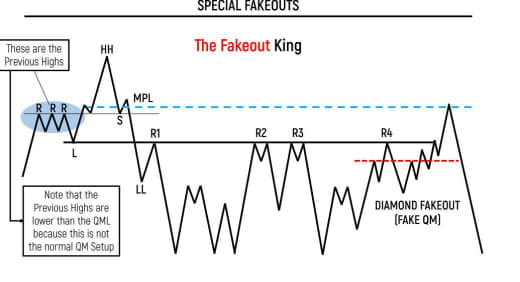 SPECIAL FAKEOUTS
The Fakeout King
These are the
Previous Highs
HH
MPL
R R R
S
L
R1
R2
R3
R4
LL
Note that the
Previous Highs are
lower than the QML
because this is not
the normal QM Setup
DIAMOND FAKEOUT
(FAKE QM)